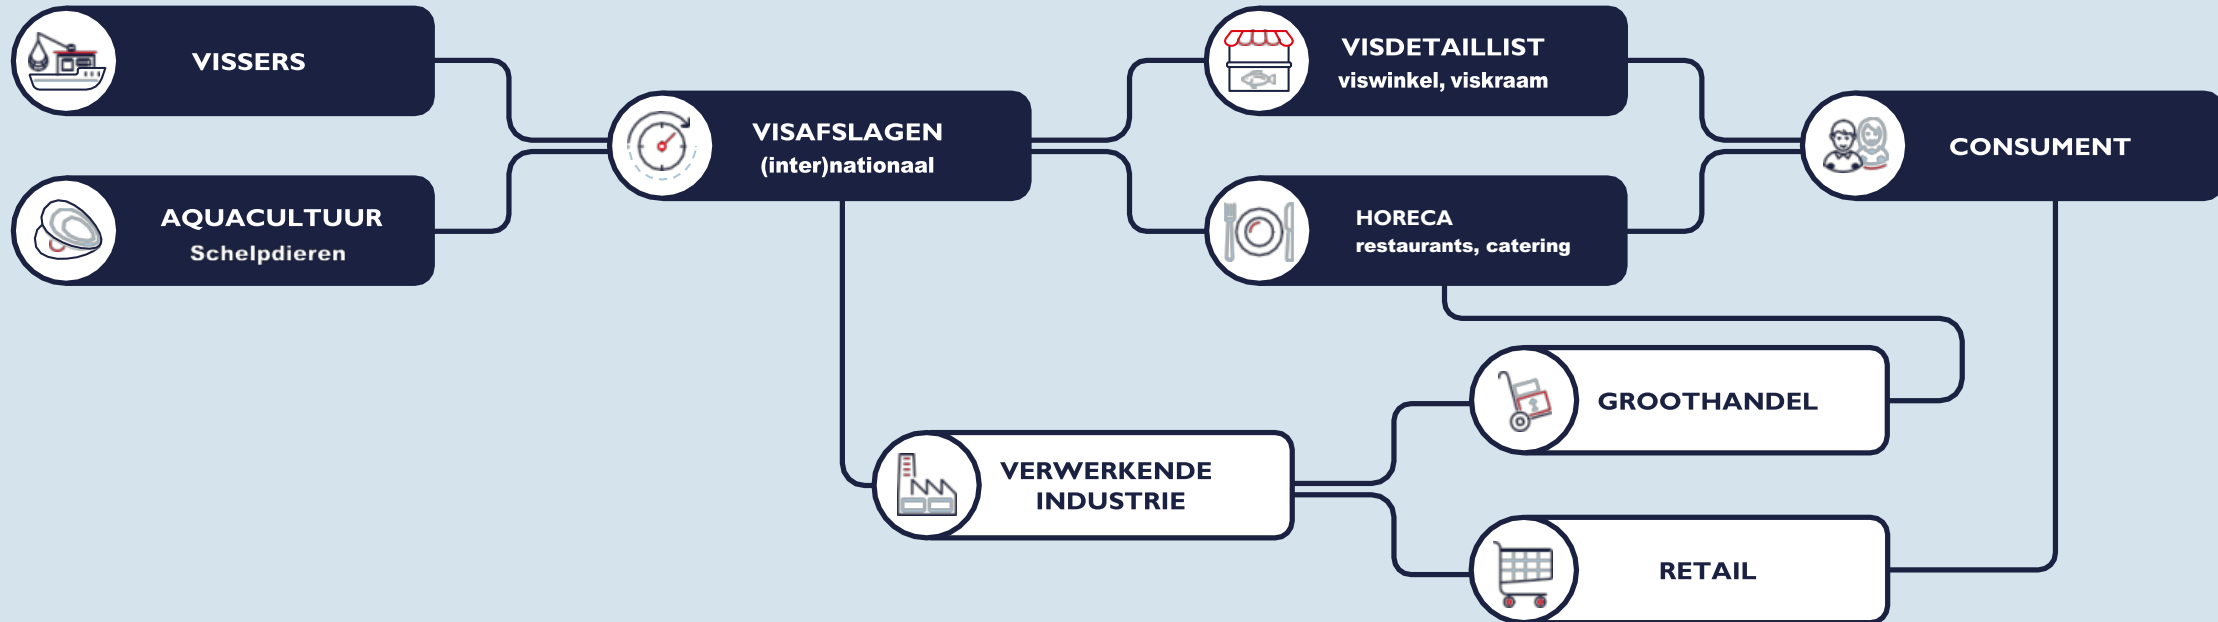 VISSERS
AQUACULTUUR
Schelpdieren
VISAFSLAGEN
(inter)nationaal
VISDETAILLIST
viswinkel, viskraam
HORECA
restaurants, catering
CONSUMENT
GROOTHANDEL
VERWERKENDE
INDUSTRIE
RETAIL